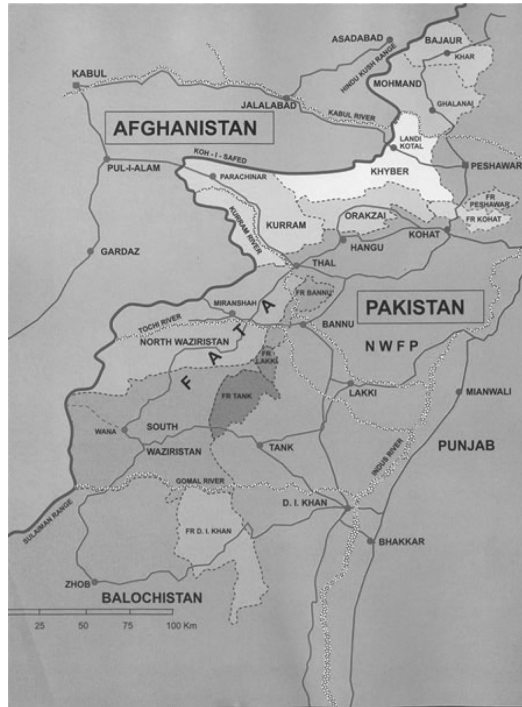 ASADABAD
BAJAUR
KHAR
KABUL
HINDU KUSH RANGE
MOHMAND
JALALABAD
KABUL RIVER
GHALANAI
AFGHANISTAN
LANDI
KOTAL
KOH - I - SAFED
PUL-I-ALAM
PESHAWAR
PARACHINAR
KHYBER
FR
PESHAWAR
KURRAM RIVER
KURRAM
ORAKZAI
FR KOHAT
GARDAZ
HANGU
KOHAT
THAL
FR BANNU
MIRANSHAH
PAKISTAN
TOCHI RIVER
BANNU
NORTH WAZIRISTAN
N W F P
F A T A
FR
LAKKI
LAKKI
MIANWALI
FR TANK
WANA
SOUTH
WAZIRISTAN
TANK
INDUS RIVER
PUNJAB
GOMAL RIVER
SULAIMAN RANGE
D. I. KHAN
FR D. I. KHAN
BHAKKAR
ZHOB
BALOCHISTAN
25 50 75 100 Km